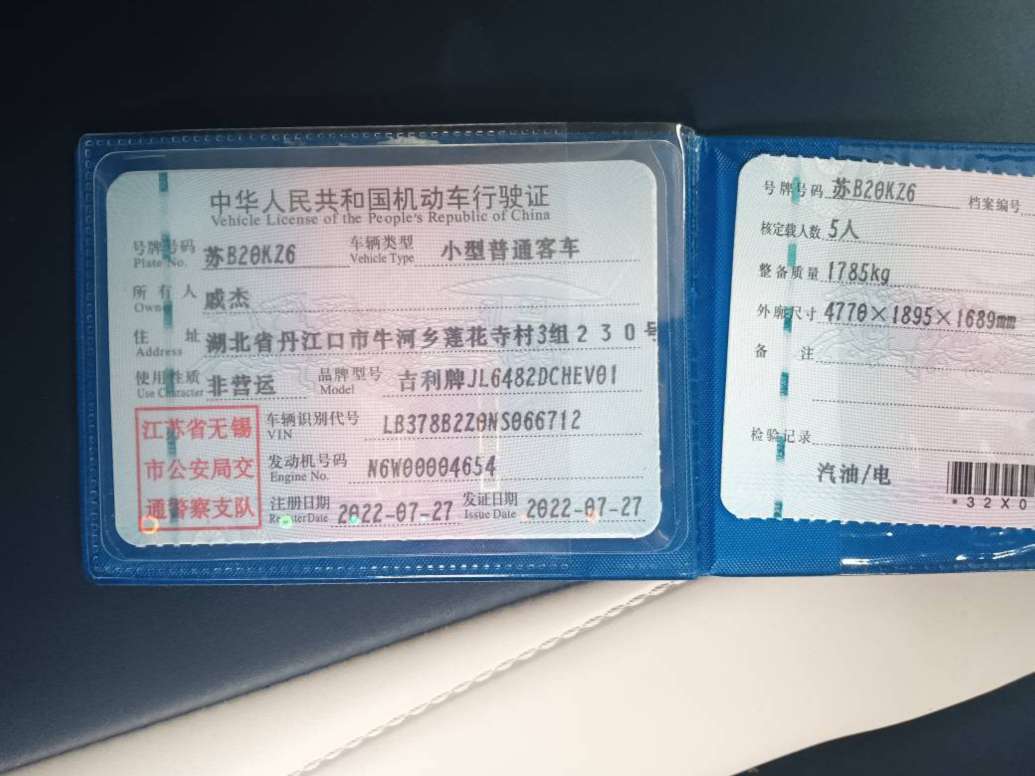 中华人民共和国机动车行驶证
Vehicle License of the People's Republic of China
号牌号码 苏B20KZ6 车辆类型 小型普通客车
Plate No. Vehicle Type
所有人 戚杰
Owner
住址 湖北省丹江口市牛河乡莲花寺村3组230号
Address
使用性质 非营运 品牌型号 吉利牌JL6482DCHEV01
Use Character Model
江苏省无锡
市公安局交
通警察支队
车辆识别代号 LB378B2Z0NS066712
VIN
发动机号码 N6W00004654
Engine No.
注册日期 2022-07-27 发证日期 2022-07-27
Register Date Issue Date
号牌号码 苏B20KZ6 档案编号
核定载人数 5人
整备质量 1785kg
外廓尺寸 4770×1895×1689mm
备注
检验记录
汽油/电
*32X0